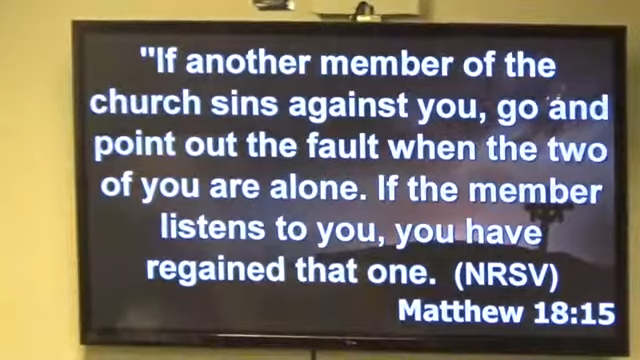 "If another member of the
church sins against you, go and
point out the fault when the two
of you are alone. If the member
listens to you, you have
regained that one. (NRSV)
Matthew 18:15